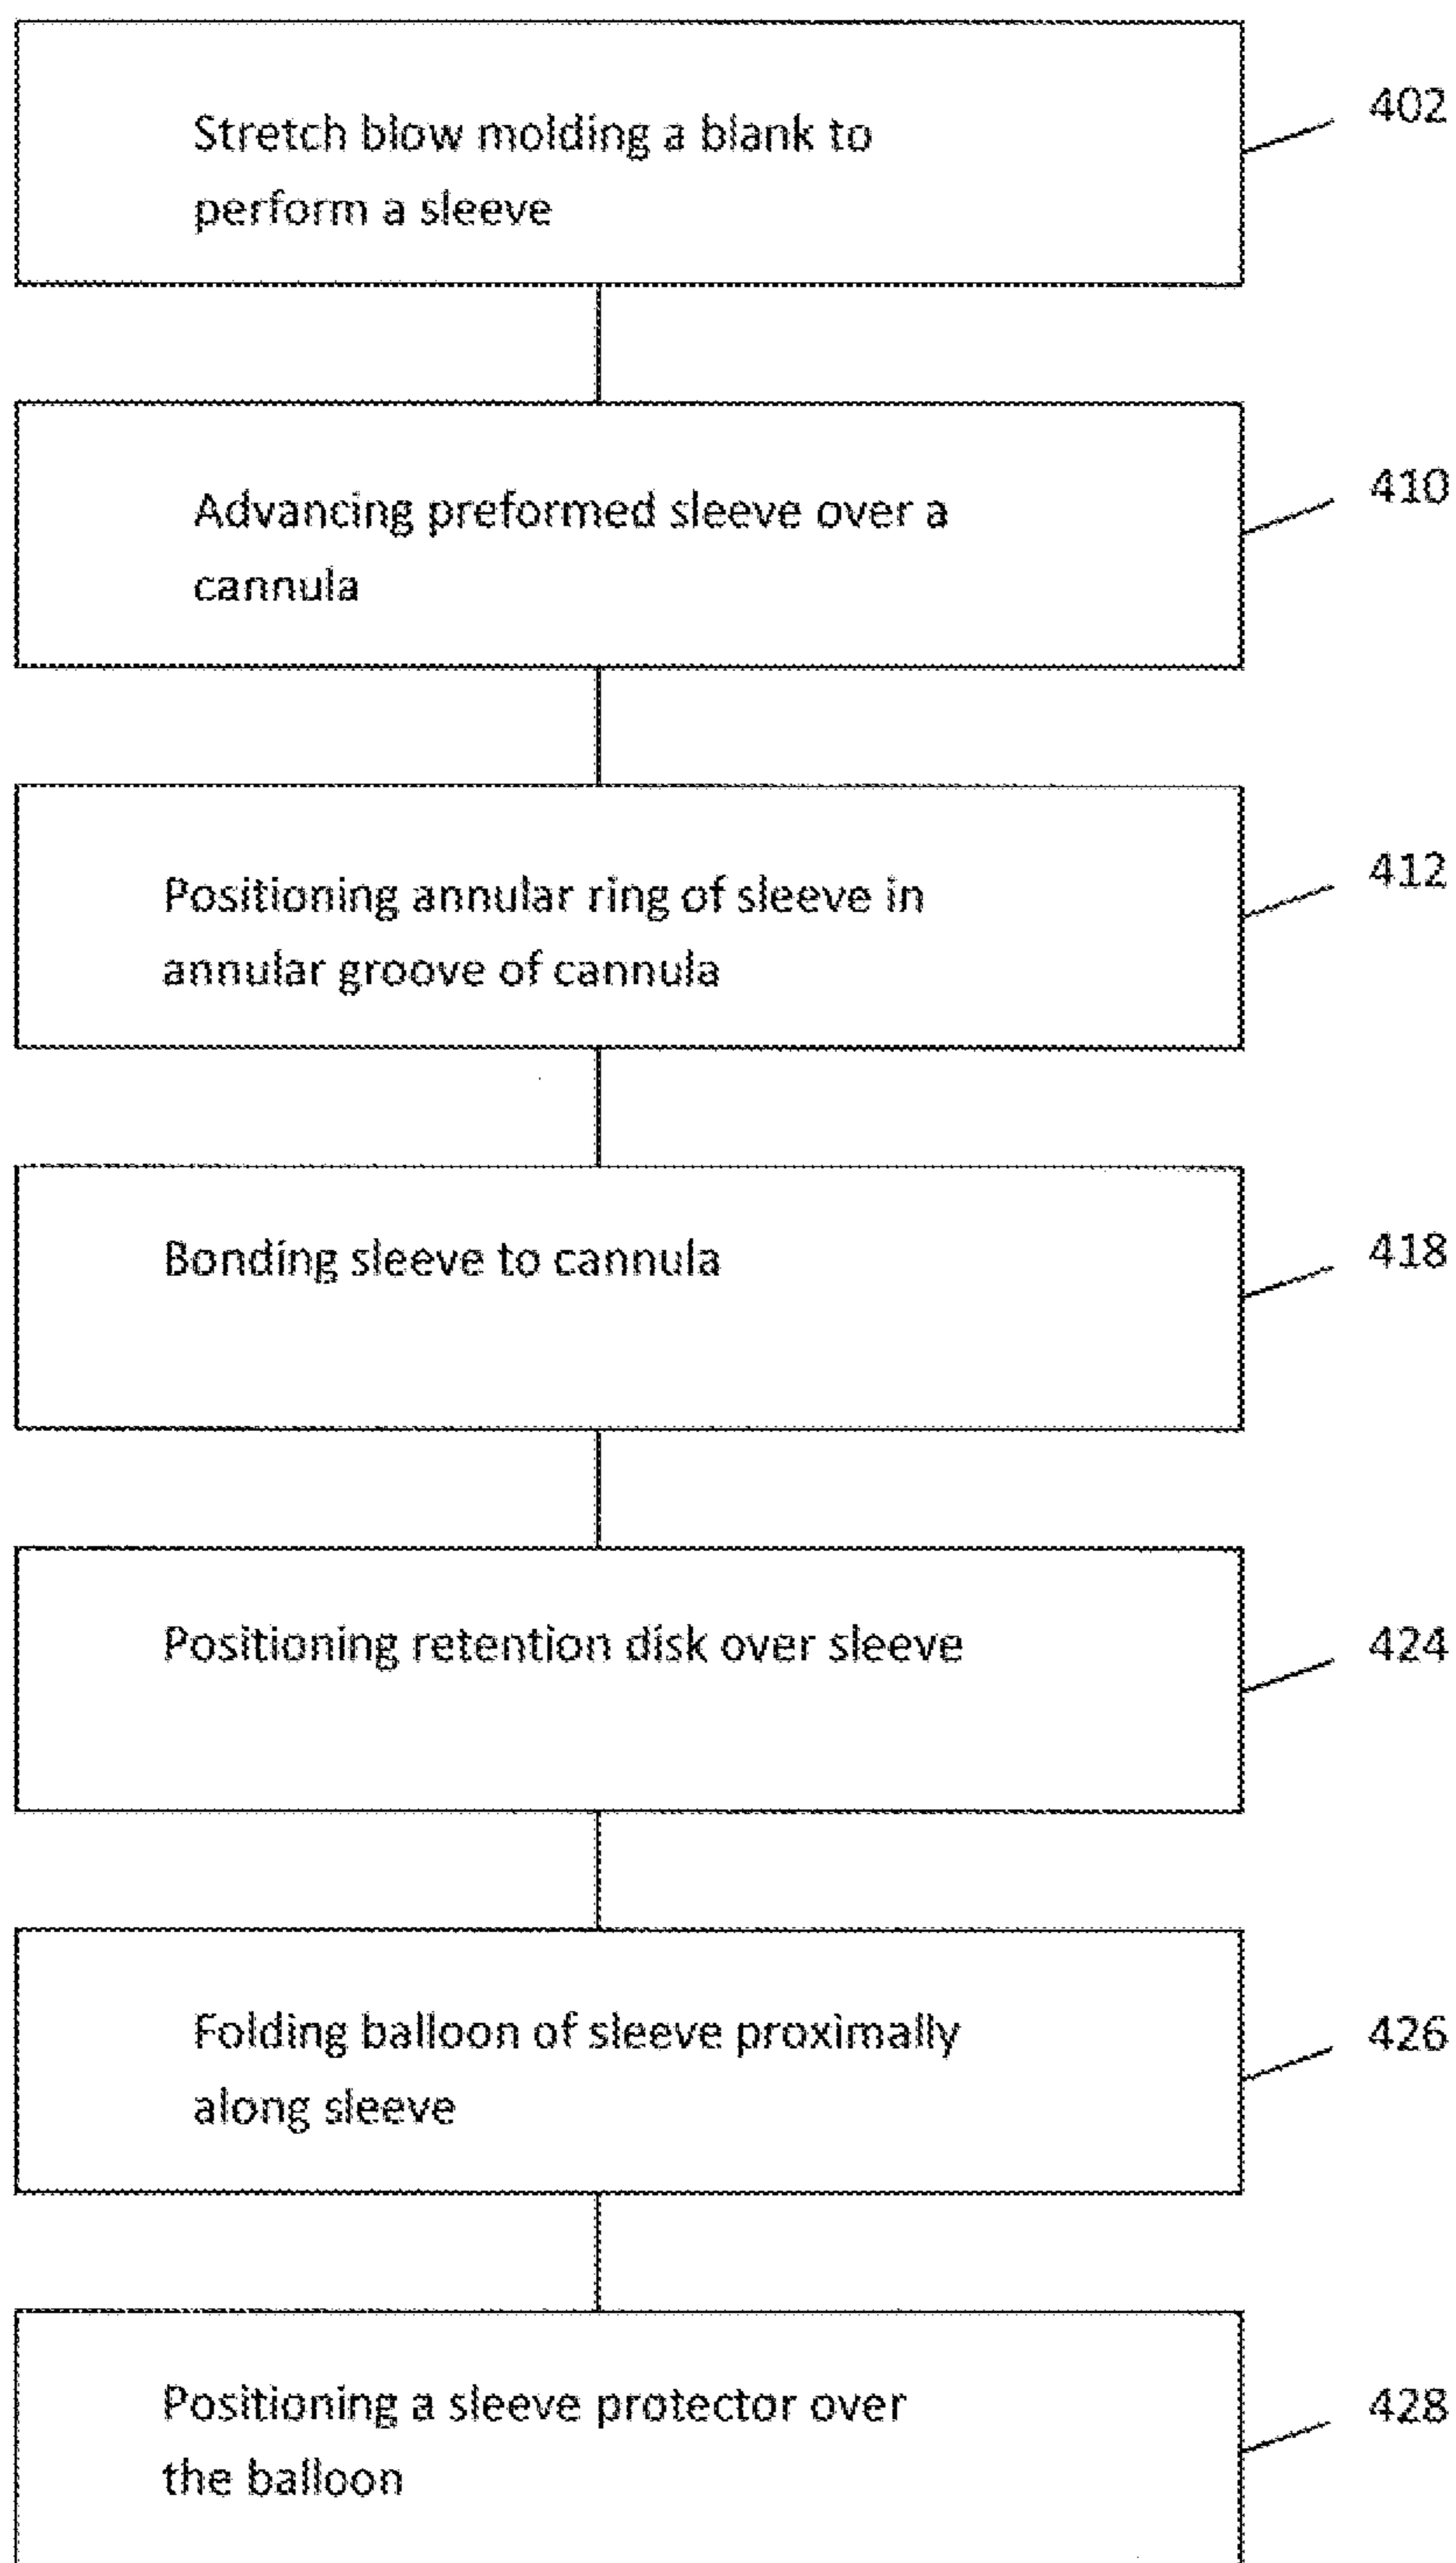 Stretch blow molding a blank to
perform a sleeve
402
Advancing preformed sleeve over a
cannula
410
Positioning annular ring of sleeve in
annular groove of cannula
412
Bonding sleeve to cannula
418
Positioning retention disk over sleeve
424
Folding balloon of sleeve proximally
along sleeve
426
Positioning a sleeve protector over
the balloon
428